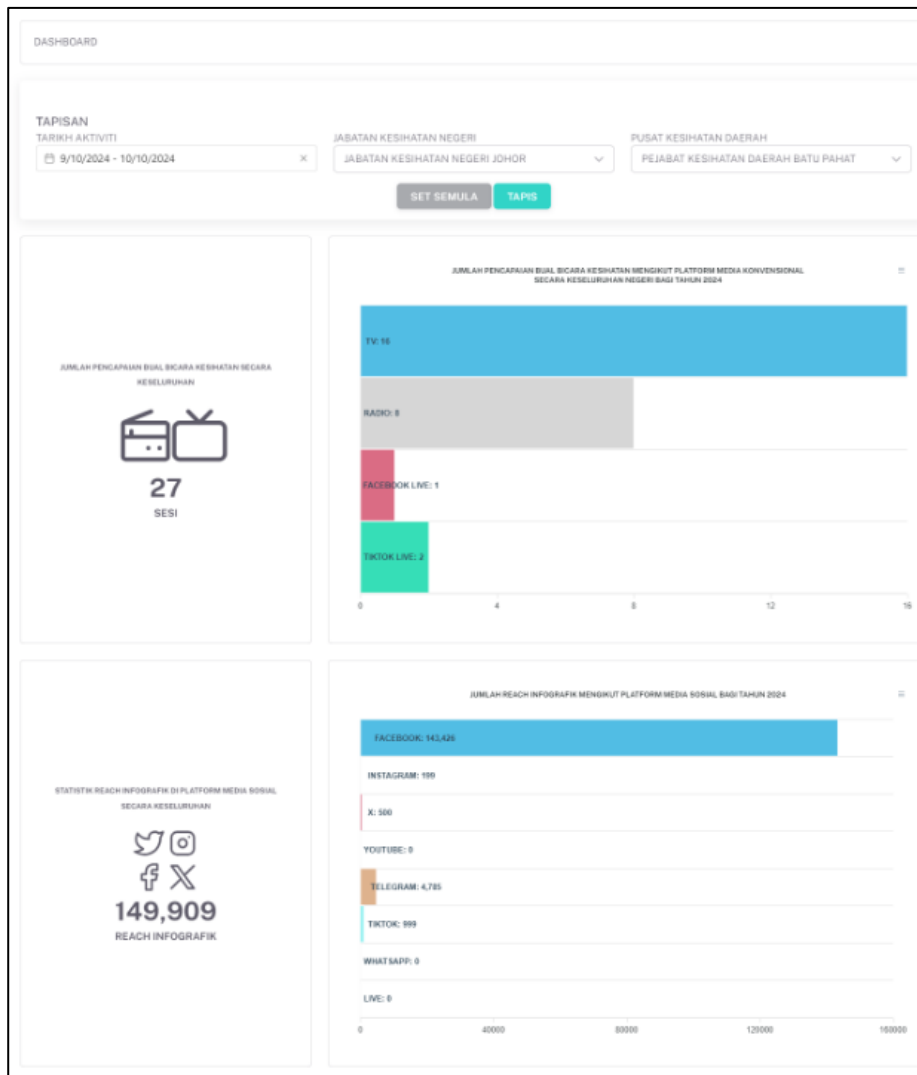 DASHBOARD
TAPISAN
TARIKH AKTIVITI
9/10/2024 - 10/10/2024
JABATAN KESIHATAN NEGERI
JABATAN KESIHATAN NEGERI JOHOR
PUSAT KESIHATAN DAERAH
PEJABAT KESIHATAN DAERAH BATU PAHAT
SET SEMULA
TAPIS
JUMLAH PENCAPAIAN BUAL BICARA KESIHATAN SECARA
KESELURUHAN
27
SESI
JUMLAH PENCAPAIAN BUAL BICARA KESIHATAN MENGIKUT PLATFORM MEDIA KONVENSIONAL
SECARA KESELURUHAN NEGERI BAGI TAHUN 2024
TV: 16
RADIO: 8
FACEBOOK LIVE: 1
TIKTOK LIVE: 2
0 4 8 12 16
STATISTIK REACH INFOGRAFIK DI PLATFORM MEDIA SOSIAL
SECARA KESELURUHAN
149,909
REACH INFOGRAFIK
JUMLAH REACH INFOGRAFIK MENGIKUT PLATFORM MEDIA SOSIAL BAGI TAHUN 2024
FACEBOOK: 143,426
INSTAGRAM: 199
X: 500
YOUTUBE: 0
TELEGRAM: 4,785
TIKTOK: 999
WHATSAPP: 0
LIVE: 0
0 40000 80000 120000 160000